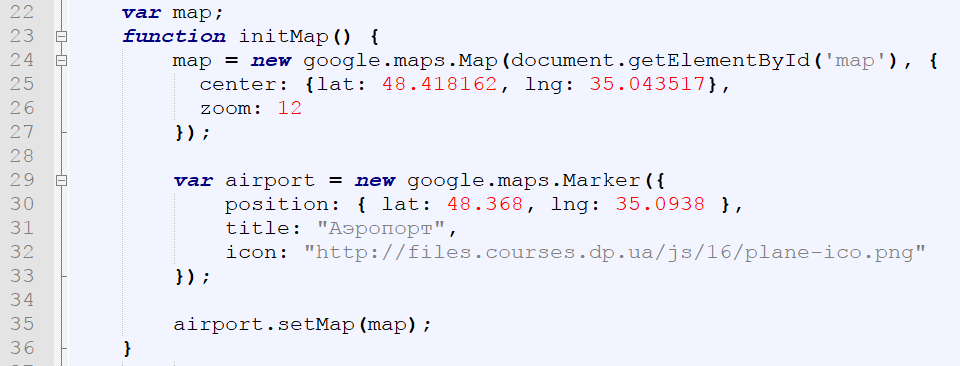 22 var map;
23 function initMap() {
24 map = new google.maps.Map(document.getElementById('map'), {
25 center: {lat: 48.418162, lng: 35.043517},
26 zoom: 12
27 });
28
29 var airport = new google.maps.Marker({
30 position: { lat: 48.368, lng: 35.0938 },
31 title: "Аэропорт",
32 icon: "http://files.courses.dp.ua/js/16/plane-ico.png"
33 });
34
35 airport.setMap(map);
36 }